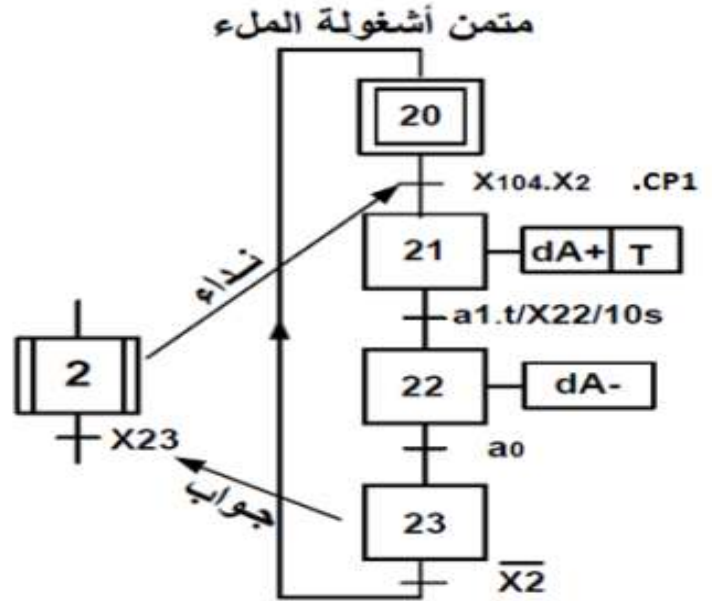 متمن أشغولة الملء
20
X104.X2 .CP1
21 dA+ T
نداء
a1.t/X22/10s
2
22 dA-
X23
a0
جواب
23
X2̅